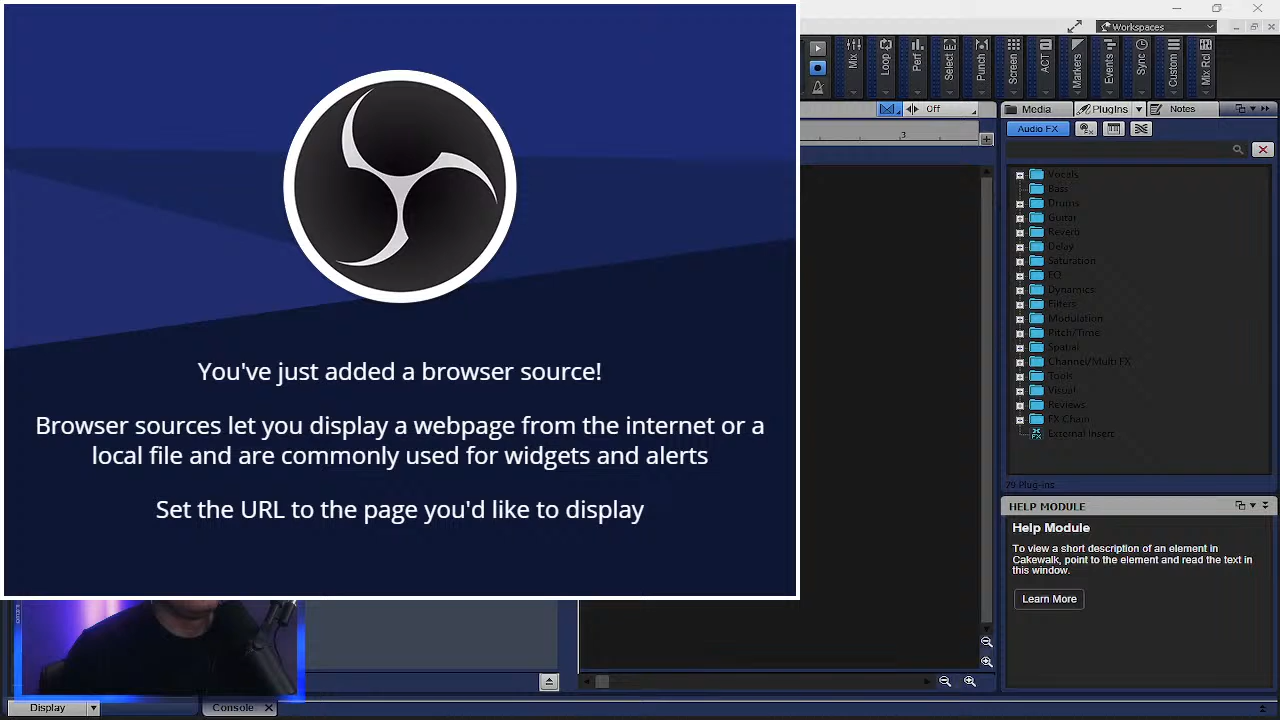 You've just added a browser source!
Browser sources let you display a webpage from the internet or a
local file and are commonly used for widgets and alerts
Set the URL to the page you'd like to display
Workspaces
Mix
Loop
Perf
Select
Punch
Screen
ACT
Markers
Events
Sync
Custom
Mix Rcl
Off
3
Media
PlugIns
Notes
Audio FX
Vocals
Bass
Drums
Guitar
Reverb
Delay
Saturation
EQ
Dynamics
Filters
Modulation
Pitch/Time
Spatial
Channel/Multi FX
Tools
Visual
Reviews
FX Chain
External Insert
79 Plug-ins
HELP MODULE
Help Module
To view a short description of an element in
Cakewalk, point to the element and read the text in
this window.
Learn More
Display
Console